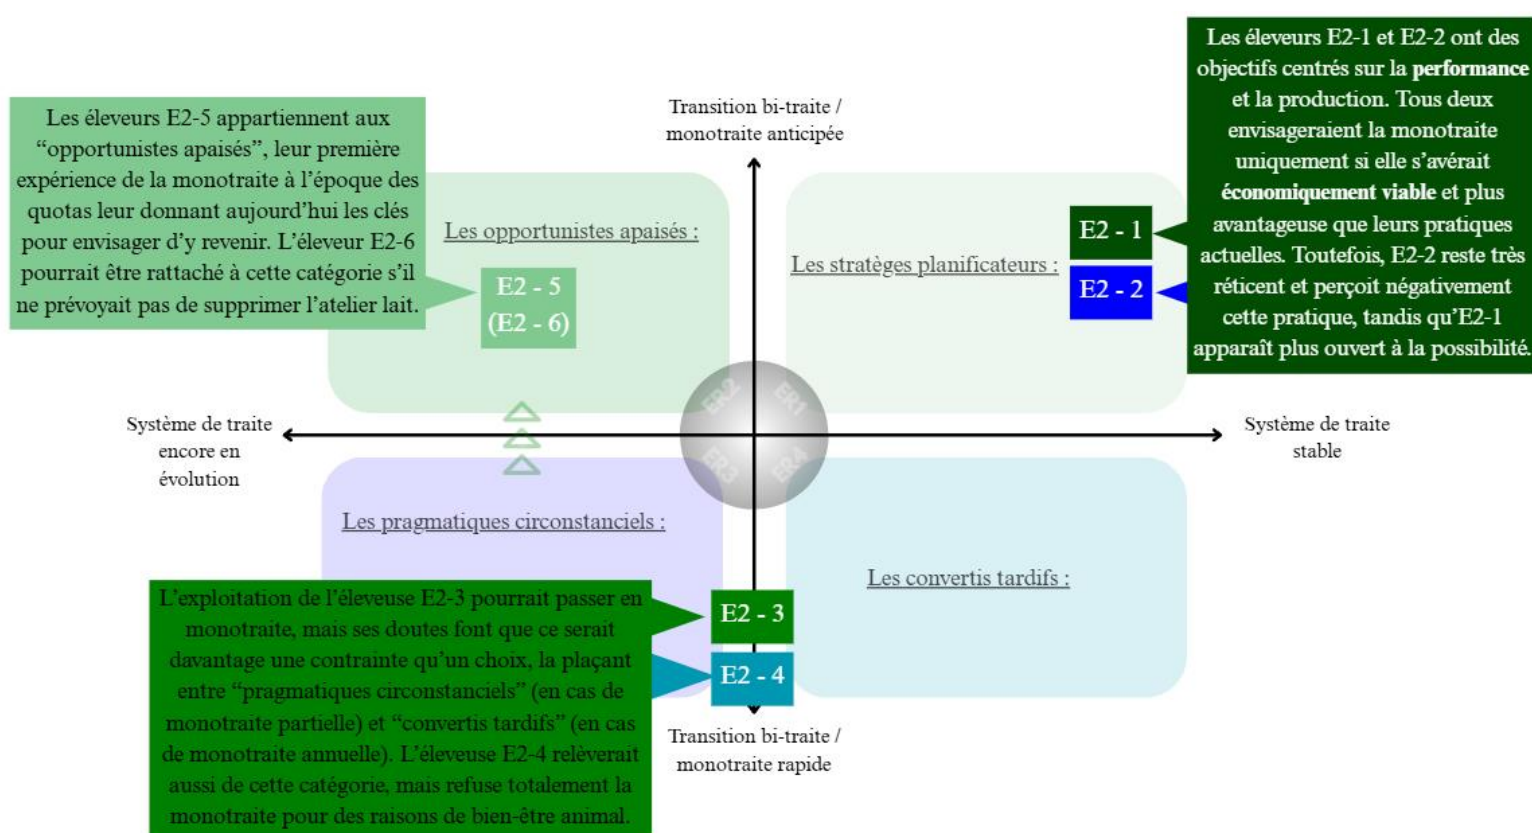 Les éleveurs E2-1 et E2-2 ont des
objectifs centrés sur la performance
et la production. Tous deux
envisageraient la monotraite
uniquement si elle s’avérait
économiquement viable et plus
avantageuse que leurs pratiques
actuelles. Toutefois, E2-2 reste très
réticent et perçoit négativement
cette pratique, tandis qu’E2-1
apparaît plus ouvert à la possibilité.
Transition bi-traite /
monotraite anticipée
Les éleveurs E2-5 appartiennent aux
“opportunistes apaisés”, leur première
expérience de la monotraite à l’époque des
quotas leur donnant aujourd’hui les clés
pour envisager d’y revenir. L’éleveur E2-6
pourrait être rattaché à cette catégorie s’il
ne prévoyait pas de supprimer l’atelier lait.
Les opportunistes apaisés :
E2 - 5
(E2 - 6)
Les stratèges planificateurs :
E2 - 1
E2 - 2
ER2
ER1
ER3
ER4
Système de traite
encore en
évolution
Système de traite
stable
Les pragmatiques circonstanciels :
Les convertis tardifs :
L’exploitation de l’éleveuse E2-3 pourrait passer en
monotraite, mais ses doutes font que ce serait
davantage une contrainte qu’un choix, la plaçant
entre “pragmatiques circonstanciels” (en cas de
monotraite partielle) et “convertis tardifs” (en cas
de monotraite annuelle). L’éleveuse E2-4 relèverait
aussi de cette catégorie, mais refuse totalement la
monotraite pour des raisons de bien-être animal.
E2 - 3
E2 - 4
Transition bi-traite /
monotraite rapide